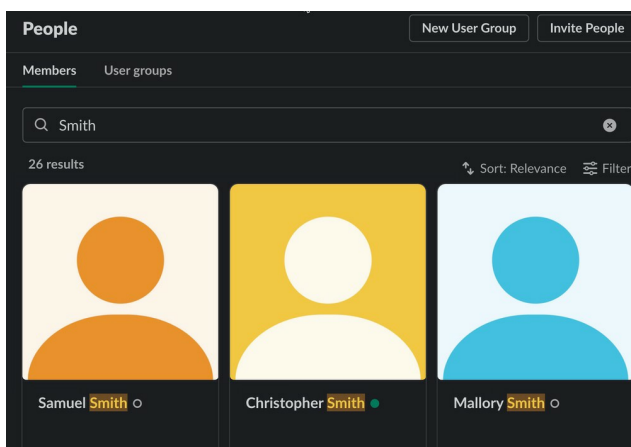 People
New User Group
Invite People
Members
User groups
Smith
26 results
Sort: Relevance
Filter
Samuel Smith
Christopher Smith
Mallory Smith